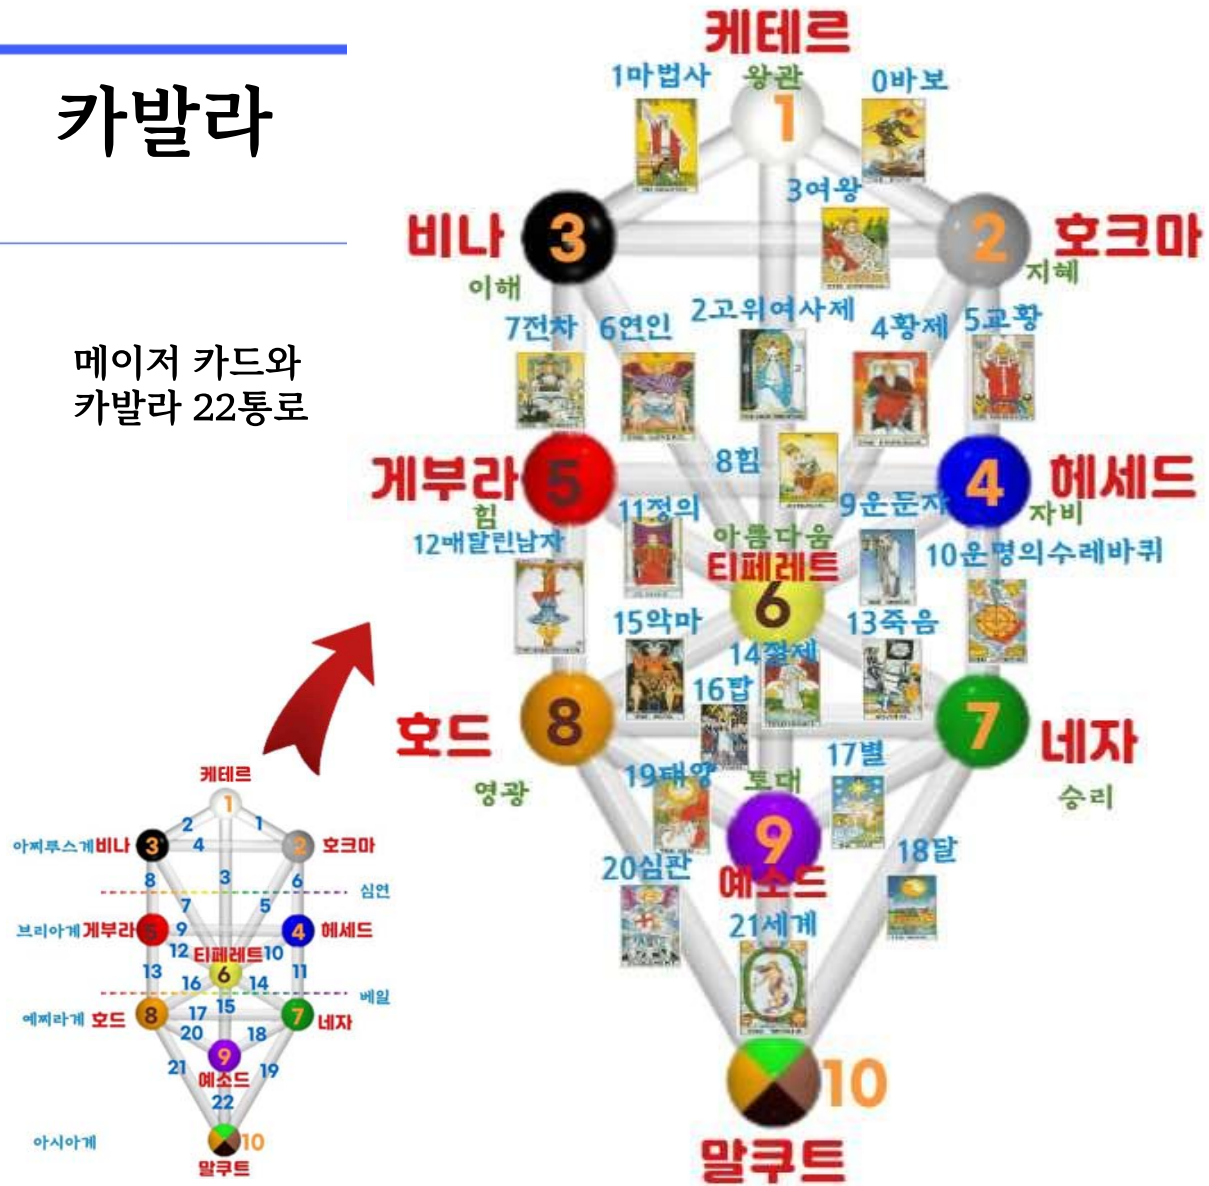 카발라
메이저 카드와
카발라 22통로
케테르
1마법사
왕관
0바보
1
3여왕
비나
3
2
호크마
이해
지혜
2고위여사제
7전차
6연인
4황제
5교황
게부라
5
8힘
4
헤세드
힘
11정의
9운둔자
자비
12매달린남자
아름다움
티페레트
10운명의수레바퀴
6
15악마
13죽음
14절제
16탑
호드
8
7
네자
영광
19태양
토대
17별
승리
9
20심판
예소드
18달
21세계
10
말쿠트
케테르
1
2
1
아찌루스계
비나
3
4
2
호크마
8
3
6
심연
7
5
브리아계
게부라
5
9
4
헤세드
12
티페레트
10
13
6
11
16
14
베일
예찌라계
호드
8
17
15
7
네자
20
18
9
21
예소드
19
22
아시아계
10
말쿠트